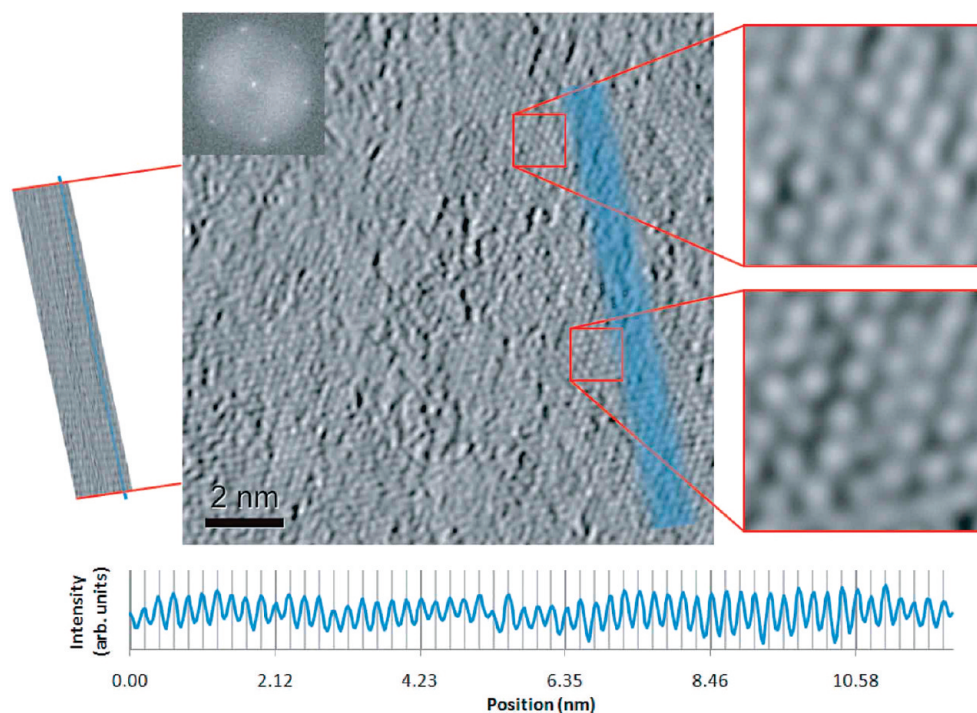 2 nm
Intensity
(arb. units)
0.00 2.12 4.23 6.35 8.46 10.58
Position (nm)